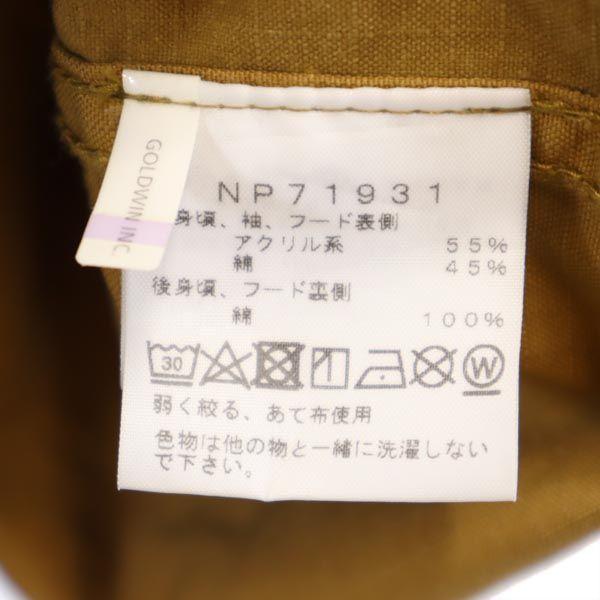 GOLDWIN INC.
NP71931
身頃、袖、フード裏側
アクリル系 55%
綿 45%
後身頃、フード裏側
綿 100%
30 W
弱く絞る、あて布使用
色物は他の物と一緒に洗濯しない
で下さい。